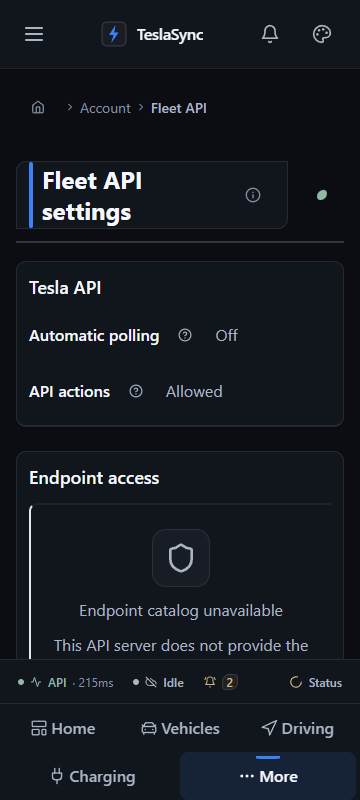 TeslaSync
Account
Fleet API
Fleet API
settings
Tesla API
Automatic polling
Off
API actions
Allowed
Endpoint access
Endpoint catalog unavailable
This API server does not provide the
API · 215ms
Idle
2
Status
Home
Vehicles
Driving
Charging
More